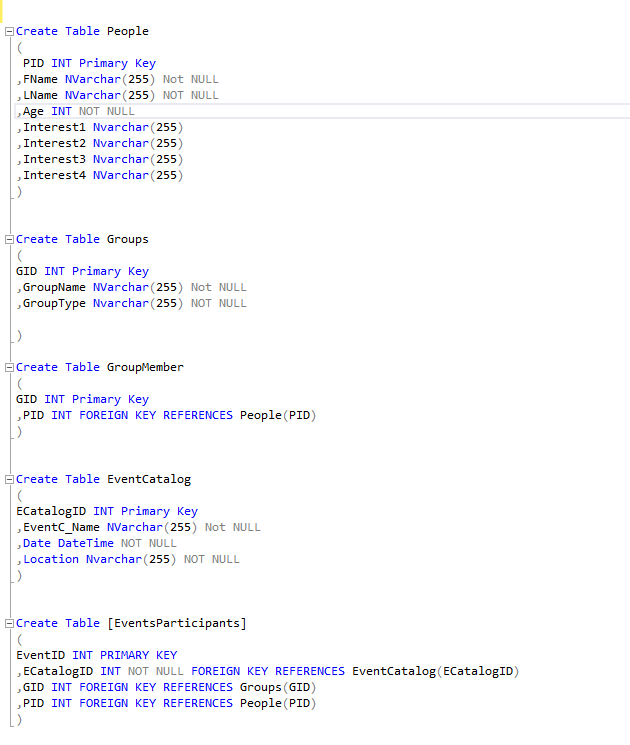 Create Table People
(
PID INT Primary Key
,FName NVarchar(255) Not NULL
,LName NVarchar(255) NOT NULL
,Age INT NOT NULL
,Interest1 Nvarchar(255)
,Interest2 Nvarchar(255)
,Interest3 Nvarchar(255)
,Interest4 NVarchar(255)
)
Create Table Groups
(
GID INT Primary Key
,GroupName NVarchar(255) Not NULL
,GroupType Nvarchar(255) NOT NULL
)
Create Table GroupMember
(
GID INT Primary Key
,PID INT FOREIGN KEY REFERENCES People(PID)
)
Create Table EventCatalog
(
ECatalogID INT Primary Key
,EventC_Name NVarchar(255) Not NULL
,Date DateTime NOT NULL
,Location Nvarchar(255) NOT NULL
)
Create Table [EventsParticipants]
(
EventID INT PRIMARY KEY
,ECatalogID INT NOT NULL FOREIGN KEY REFERENCES EventCatalog(ECatalogID)
,GID INT FOREIGN KEY REFERENCES Groups(GID)
,PID INT FOREIGN KEY REFERENCES People(PID)
)